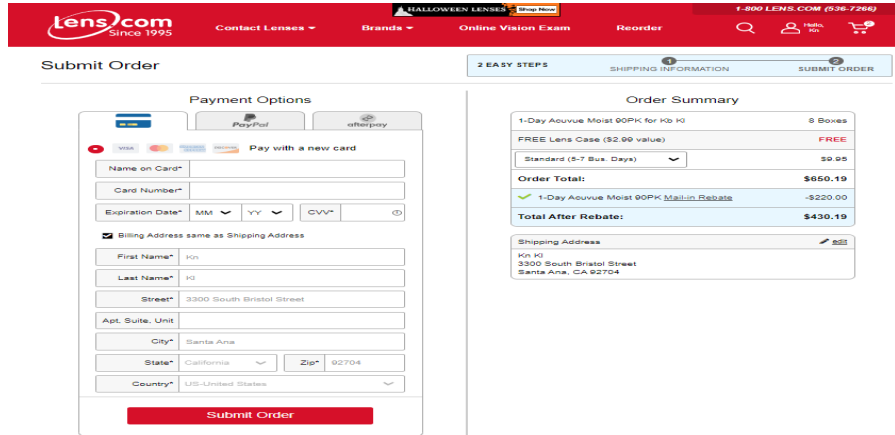 HALLOWEEN LENSES Shop Now
1-800 LENS.COM (536-7266)
Lens.com
Since 1995
Contact Lenses
Brands
Online Vision Exam
Reorder
Hello,
Kn
Submit Order
2 EASY STEPS
1
SHIPPING INFORMATION
2
SUBMIT ORDER
Payment Options
PayPal
afterpay
VISA
Pay with a new card
Name on Card*
Card Number*
Expiration Date* MM YY CVV*
Billing Address same as Shipping Address
First Name* Kn
Last Name* Kl
Street* 3300 South Bristol Street
Apt, Suite, Unit
City* Santa Ana
State* California Zip* 92704
Country* US-United States
Submit Order
Order Summary
1-Day Acuvue Moist 90PK for Kb Kl 8 Boxes
FREE Lens Case ($2.99 value) FREE
Standard (5-7 Bus. Days) $9.95
Order Total: $650.19
1-Day Acuvue Moist 90PK Mail-in Rebate -$220.00
Total After Rebate: $430.19
Shipping Address edit
Kn Kl
3300 South Bristol Street
Santa Ana, CA 92704